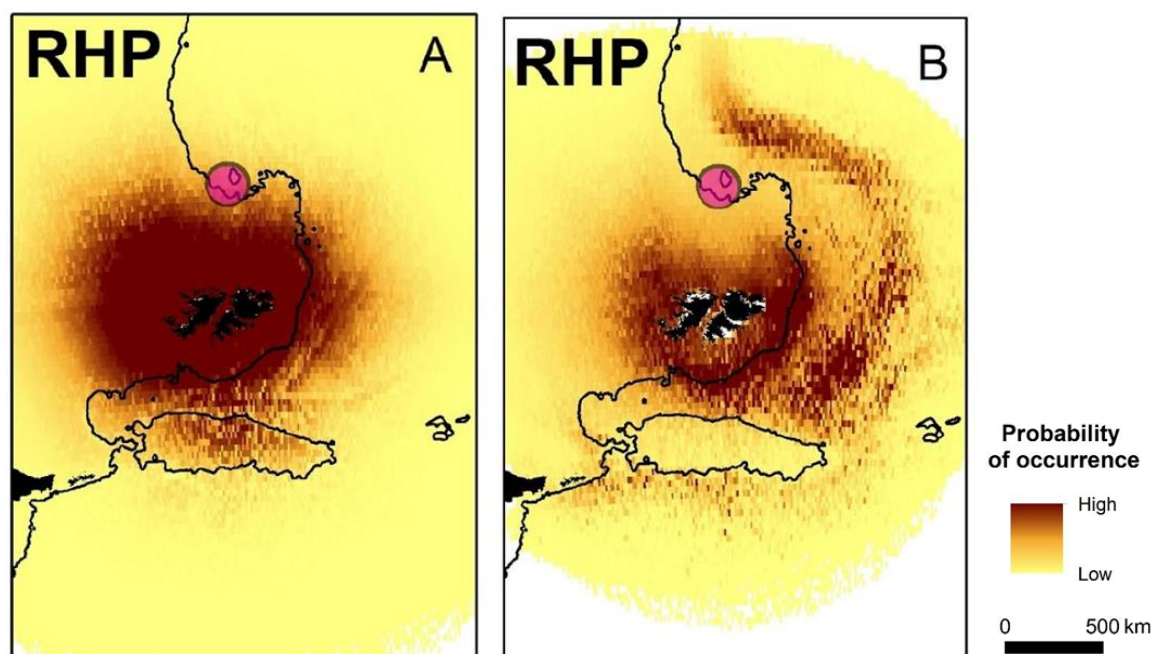 RHP A
RHP B
Probability
of occurrence
High
Low
0 500 km